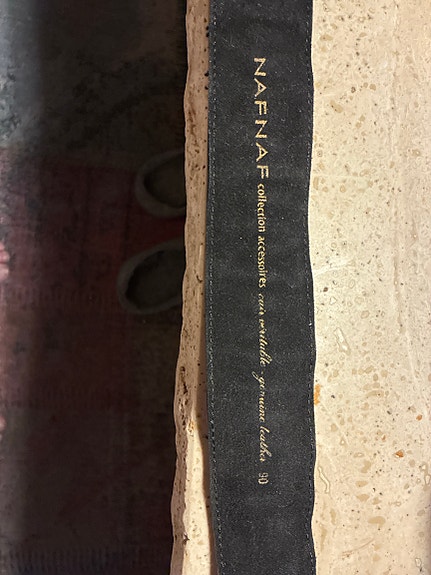 NAFNAF collection accessoires cuir véritable - genuine leather 90